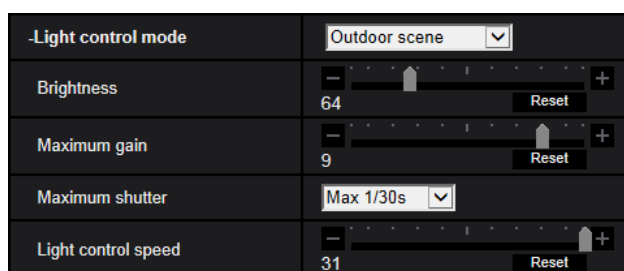 -Light control mode Outdoor scene
Brightness
64 Reset
Maximum gain
9 Reset
Maximum shutter Max 1/30s
Light control speed
31 Reset